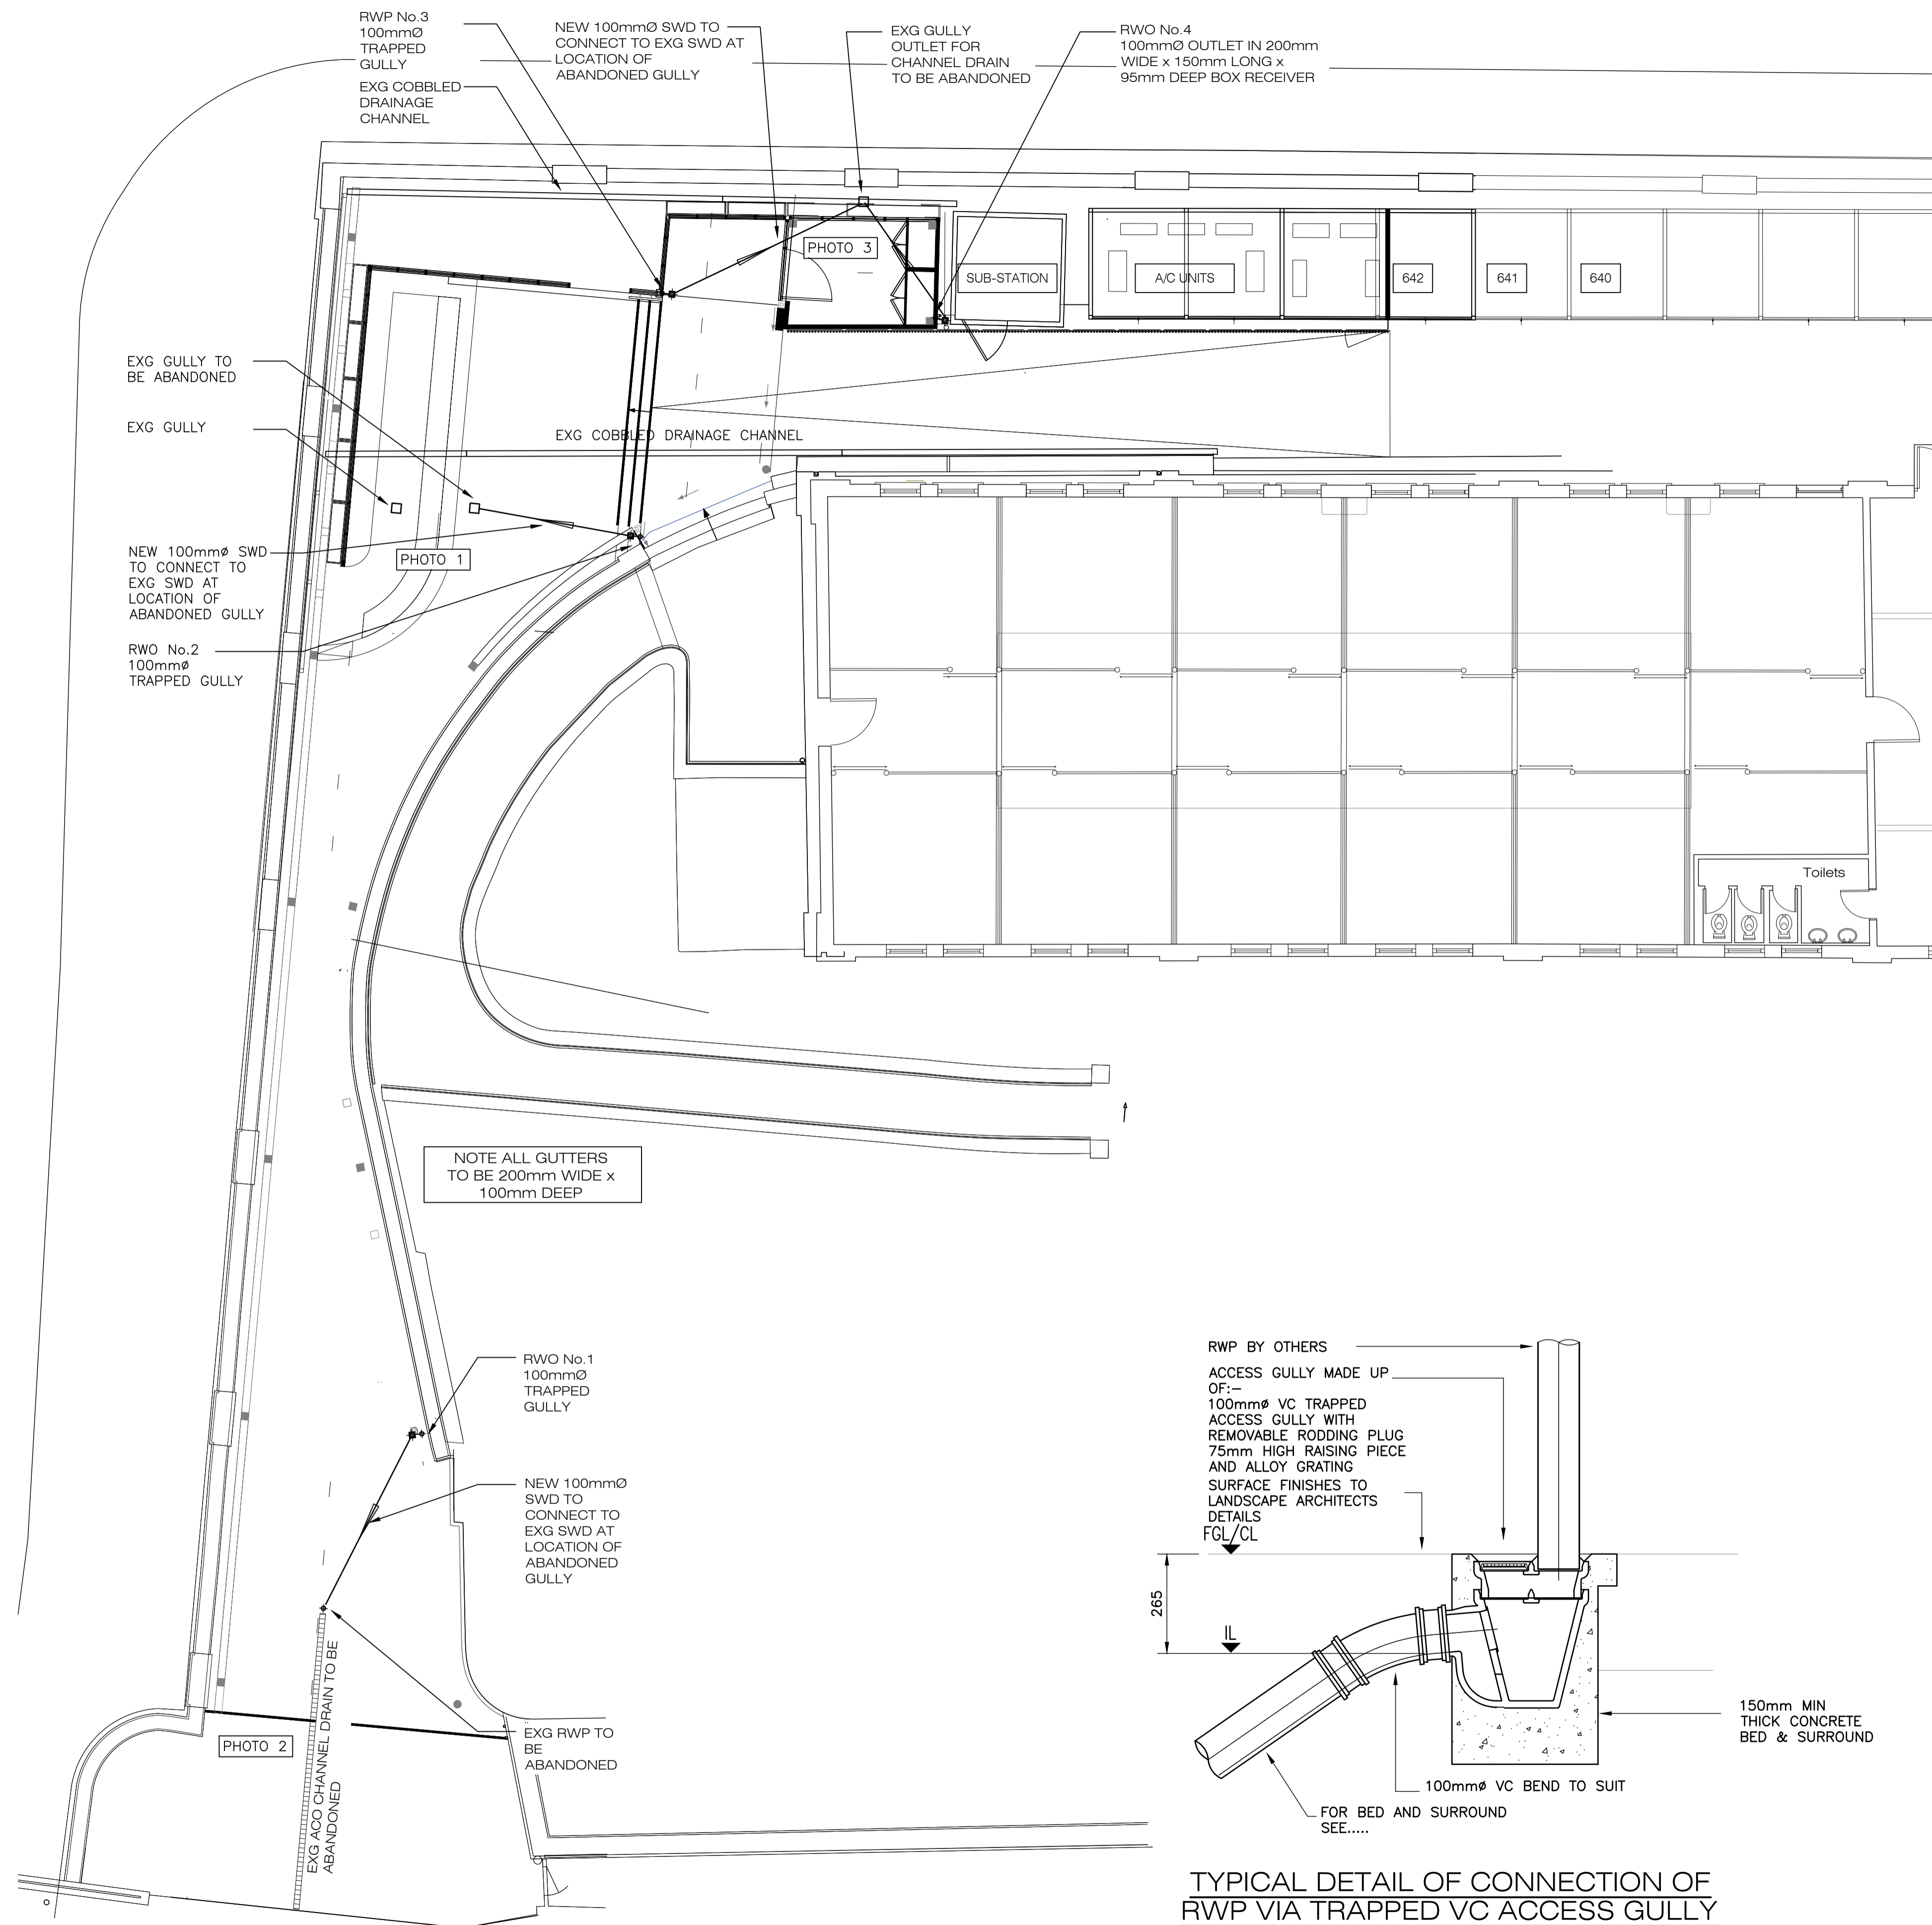 RWP No.3
100mmØ
TRAPPED
GULLY
EXG COBBLED
DRAINAGE
CHANNEL
NEW 100mmØ SWD TO
CONNECT TO EXG SWD AT
LOCATION OF
ABANDONED GULLY
EXG GULLY
OUTLET FOR
CHANNEL DRAIN
TO BE ABANDONED
RWO No.4
100mmØ OUTLET IN 200mm
WIDE x 150mm LONG x
95mm DEEP BOX RECEIVER
PHOTO 3
SUB-STATION
A/C UNITS
642
641
640
EXG GULLY TO
BE ABANDONED
EXG GULLY
EXG COBBLED DRAINAGE CHANNEL
NEW 100mmø SWD
TO CONNECT TO
EXG SWD AT
LOCATION OF
ABANDONED GULLY
PHOTO 1
RWO No.2
100mmø
TRAPPED GULLY
Toilets
NOTE ALL GUTTERS
TO BE 200mm WIDE x
100mm DEEP
RWO No.1
100mmØ
TRAPPED
GULLY
NEW 100mmØ
SWD TO
CONNECT TO
EXG SWD AT
LOCATION OF
ABANDONED
GULLY
EXG RWP TO
BE
ABANDONED
PHOTO 2
EXG ACO CHANNEL DRAIN TO BE
ABANDONED
RWP BY OTHERS
ACCESS GULLY MADE UP
OF:-
100mmø VC TRAPPED
ACCESS GULLY WITH
REMOVABLE RODDING PLUG
75mm HIGH RAISING PIECE
AND ALLOY GRATING
SURFACE FINISHES TO
LANDSCAPE ARCHITECTS
DETAILS
FGL/CL
265
IL
150mm MIN
THICK CONCRETE
BED & SURROUND
100mmø VC BEND TO SUIT
FOR BED AND SURROUND
SEE.....
TYPICAL DETAIL OF CONNECTION OF
RWP VIA TRAPPED VC ACCESS GULLY